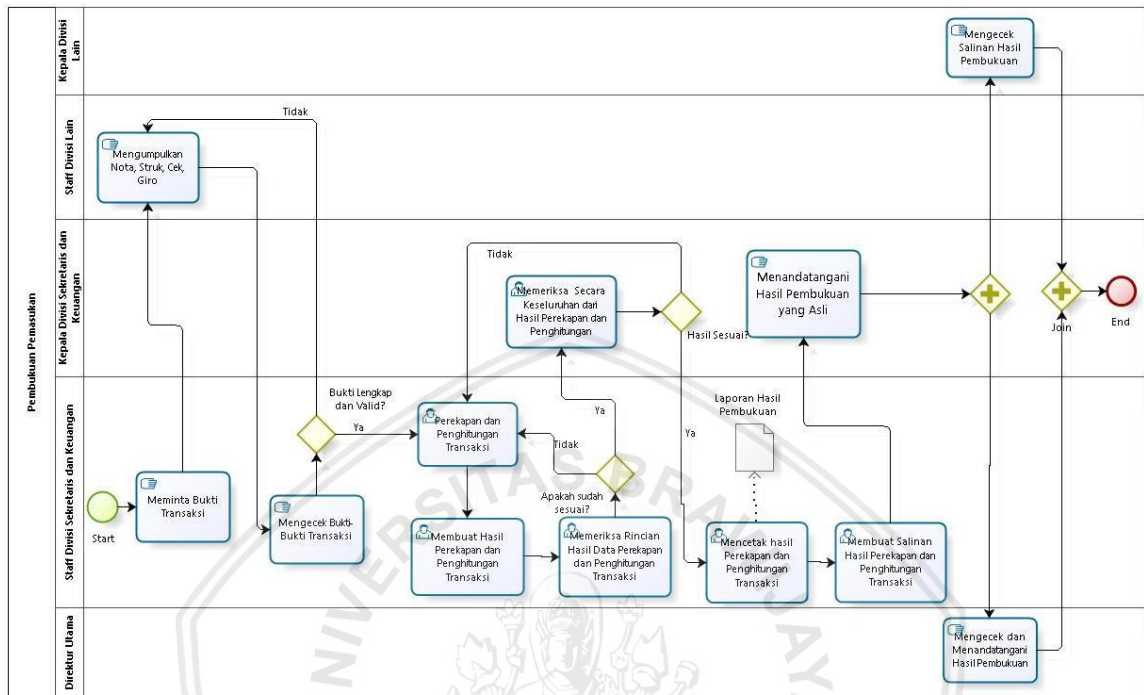 Pembukuan Pemasukan
Kepala Divisi
Lain
Mengecek
Salinan Hasil
Pembukuan
Staff Divisi Lain
Tidak
Mengumpulkan
Nota, Struk, Cek,
Giro
Kepala Divisi Sekretaris dan
Keuangan
Tidak
Memeriksa Secara
Keseluruhan dari
Hasil Perekapan dan
Penghitungan
Hasil Sesuai?
Menandatangani
Hasil Pembukuan
yang Asli
Join
End
Staff Divisi Sekretaris dan Keuangan
Start
Meminta Bukti
Transaksi
Bukti Lengkap
dan Valid?
Ya
Mengecek Bukti-
Bukti Transaksi
Perekapan dan
Penghitungan
Transaksi
Tidak
Ya
Apakah sudah
sesuai?
Membuat Hasil
Perekapan dan
Penghitungan
Transaksi
Memeriksa Rincian
Hasil Data Perekapan
dan Penghitungan
Transaksi
Ya
Laporan Hasil
Pembukuan
Mencetak hasil
Perekapan dan
Penghitungan
Transaksi
Membuat Salinan
Hasil Perekapan dan
Penghitungan
Transaksi
Direktur Utama
Mengecek dan
Menandatangani
Hasil Pembukuan
NIVERSITAS BRAWIJAYA